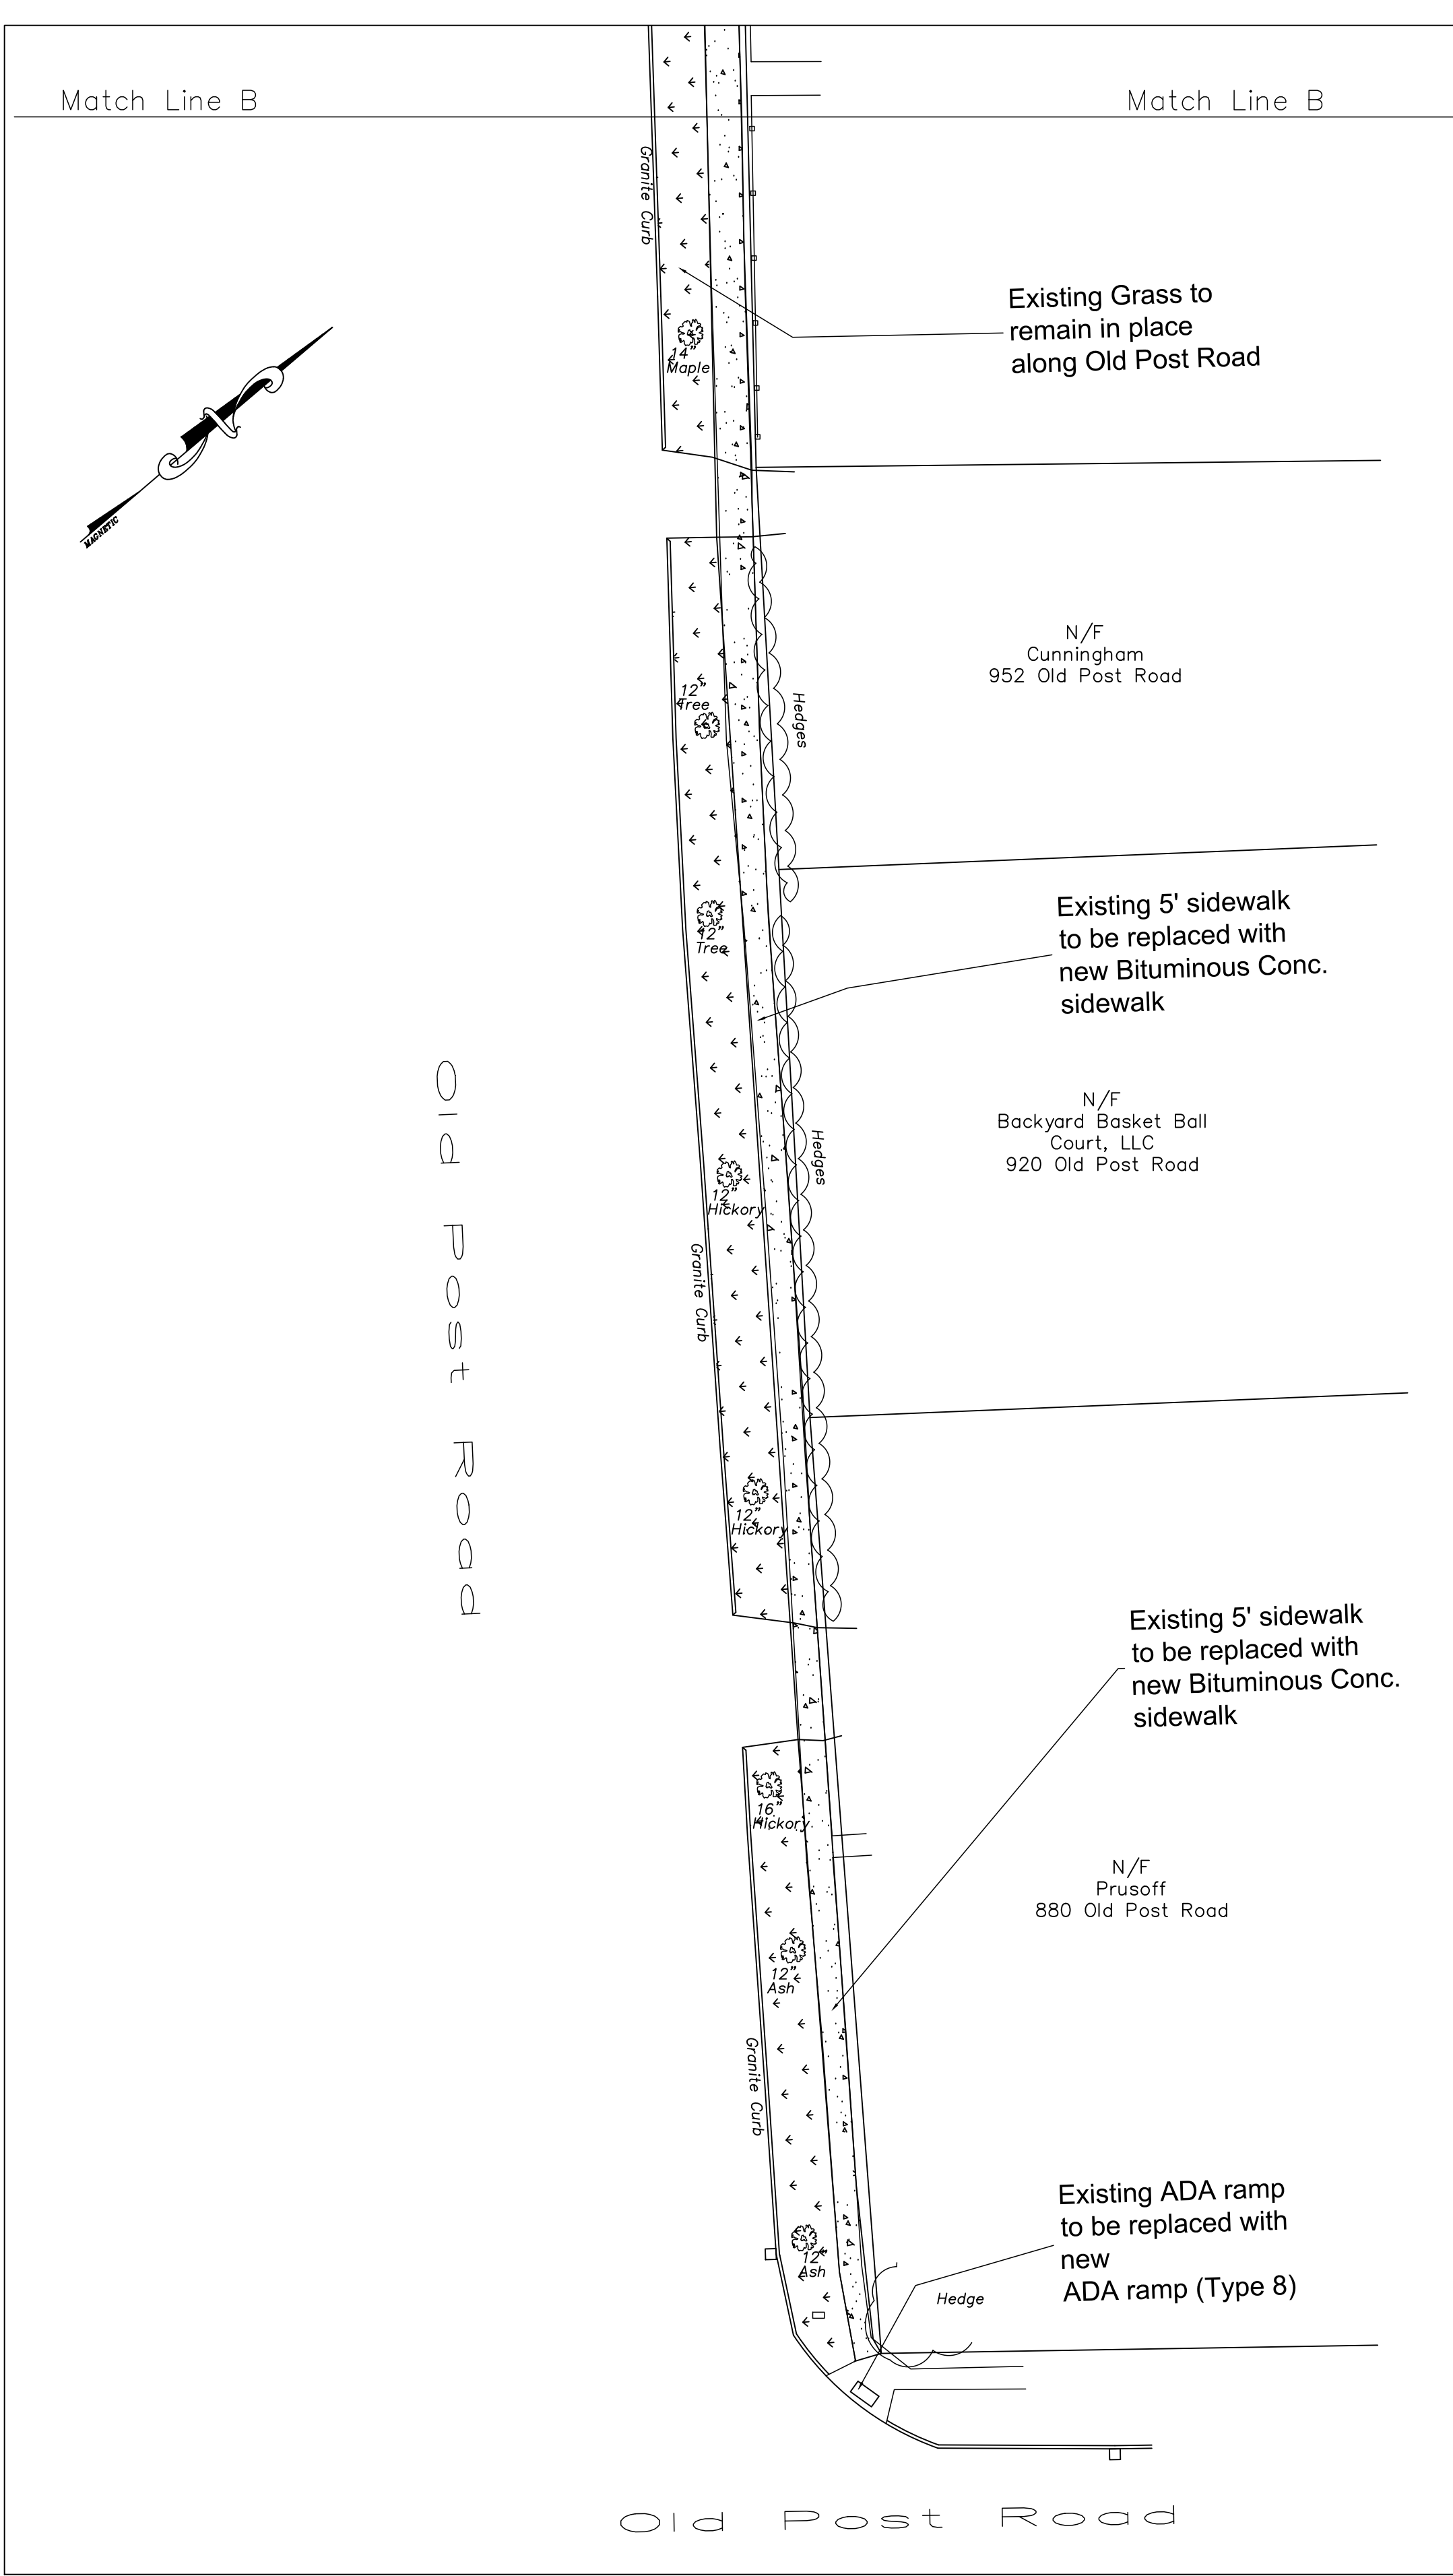 Match Line B
Match Line B
Granite Curb
Existing Grass to
remain in place
along Old Post Road
14"
Maple
MAGNETIC
N/F
Cunningham
952 Old Post Road
12"
Tree
Hedges
Existing 5' sidewalk
to be replaced with
new Bituminous Conc.
sidewalk
12"
Tree
Old Post Road
N/F
Backyard Basket Ball
Court, LLC
920 Old Post Road
Hedges
12"
Hickory
Granite Curb
12"
Hickory
Existing 5' sidewalk
to be replaced with
new Bituminous Conc.
sidewalk
16"
Hickory
N/F
Prusoff
880 Old Post Road
12"
Ash
Granite Curb
Existing ADA ramp
to be replaced with
new
ADA ramp (Type 8)
12"
Ash
Hedge
Old Post Road